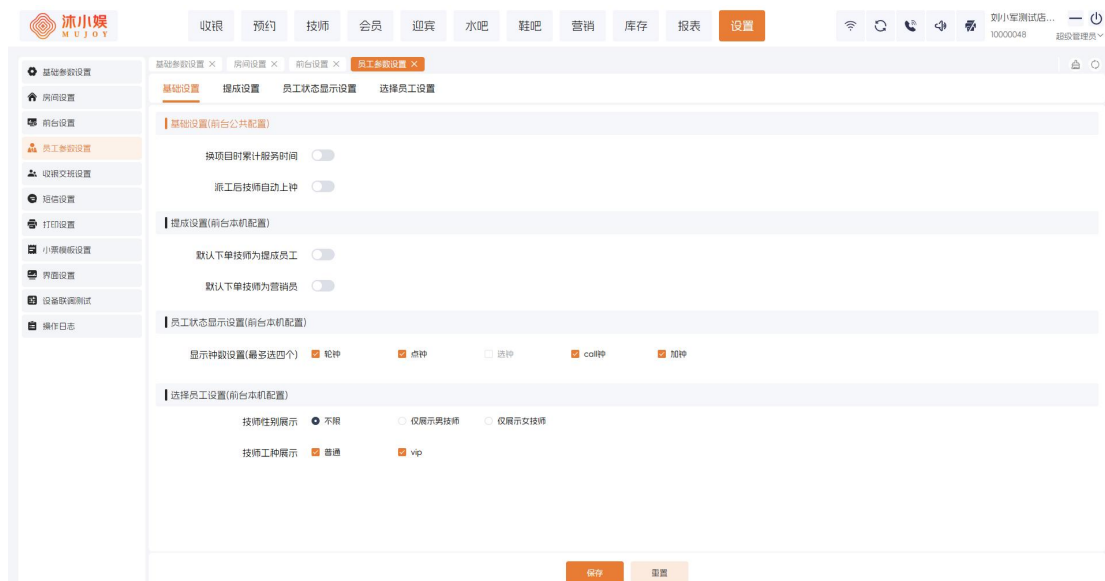 沐小娱
MUJOY
收银 预约 技师 会员 迎宾 水吧 鞋吧 营销 库存 报表 设置
刘小军测试店...
10000048 超级管理员
基础参数设置 房间设置 前台设置 员工参数设置
基础参数设置
房间设置
前台设置
员工参数设置
收银交班设置
短信设置
打印设置
小票模板设置
界面设置
设备联调测试
操作日志
基础设置 提成设置 员工状态显示设置 选择员工设置
基础设置(前台公共配置)
换项目时累计服务时间
派工后技师自动上钟
提成设置(前台本机配置)
默认下单技师为提成员工
默认下单技师为营销员
员工状态显示设置(前台本机配置)
显示钟数设置(最多选四个) 轮钟 点钟 选钟 call钟 加钟
选择员工设置(前台本机配置)
技师性别展示 不限 仅展示男技师 仅展示女技师
技师工种展示 普通 vip
保存 重置